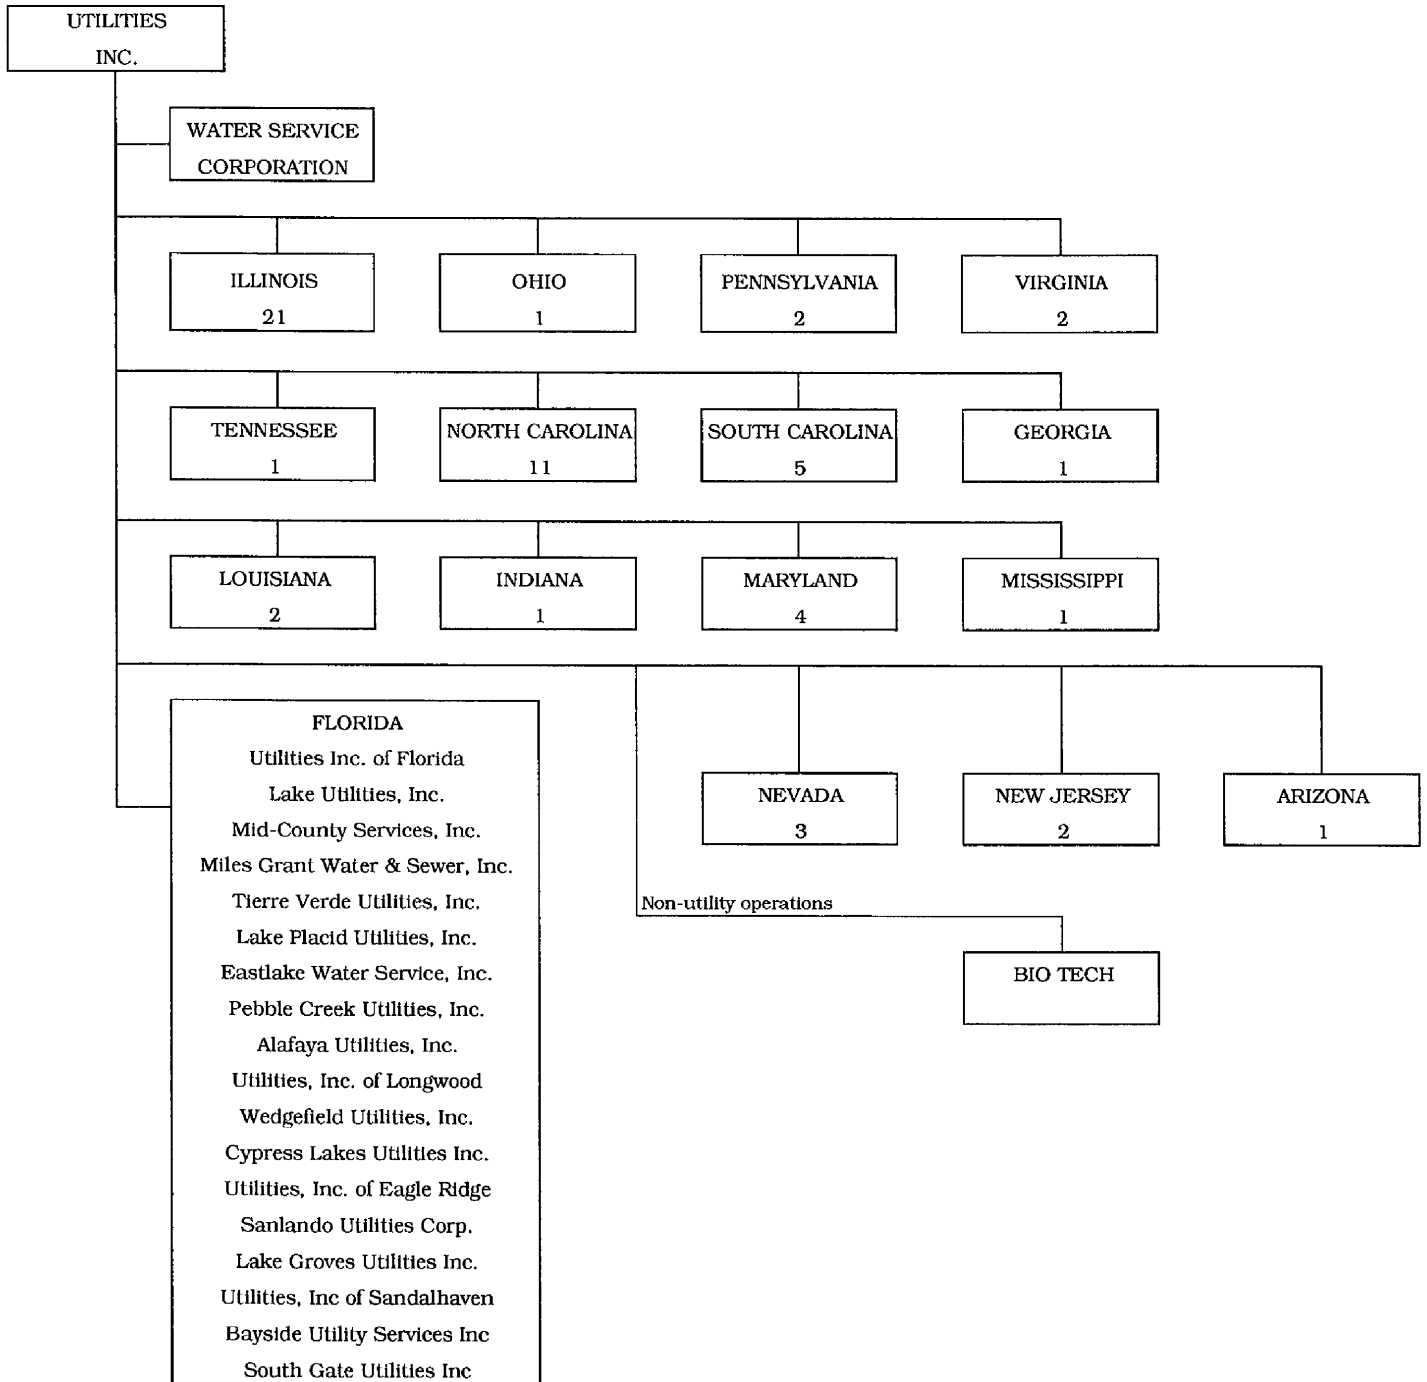 UTILITIES
INC.
WATER SERVICE
CORPORATION
ILLINOIS
21
OHIO
1
PENNSYLVANIA
2
VIRGINIA
2
TENNESSEE
1
NORTH CAROLINA
11
SOUTH CAROLINA
5
GEORGIA
1
LOUISIANA
2
INDIANA
1
MARYLAND
4
MISSISSIPPI
1
FLORIDA
Utilities Inc. of Florida
Lake Utilities, Inc.
Mid-County Services, Inc.
Miles Grant Water & Sewer, Inc.
Tierre Verde Utilities, Inc.
Lake Placid Utilities, Inc.
Eastlake Water Service, Inc.
Pebble Creek Utilities, Inc.
Alafaya Utilities, Inc.
Utilities, Inc. of Longwood
Wedgefield Utilities, Inc.
Cypress Lakes Utilities Inc.
Utilities, Inc. of Eagle Ridge
Sanlando Utilities Corp.
Lake Groves Utilities Inc.
Utilities, Inc of Sandalhaven
Bayside Utility Services Inc
South Gate Utilities Inc
NEVADA
3
NEW JERSEY
2
ARIZONA
1
Non-utility operations
BIO TECH